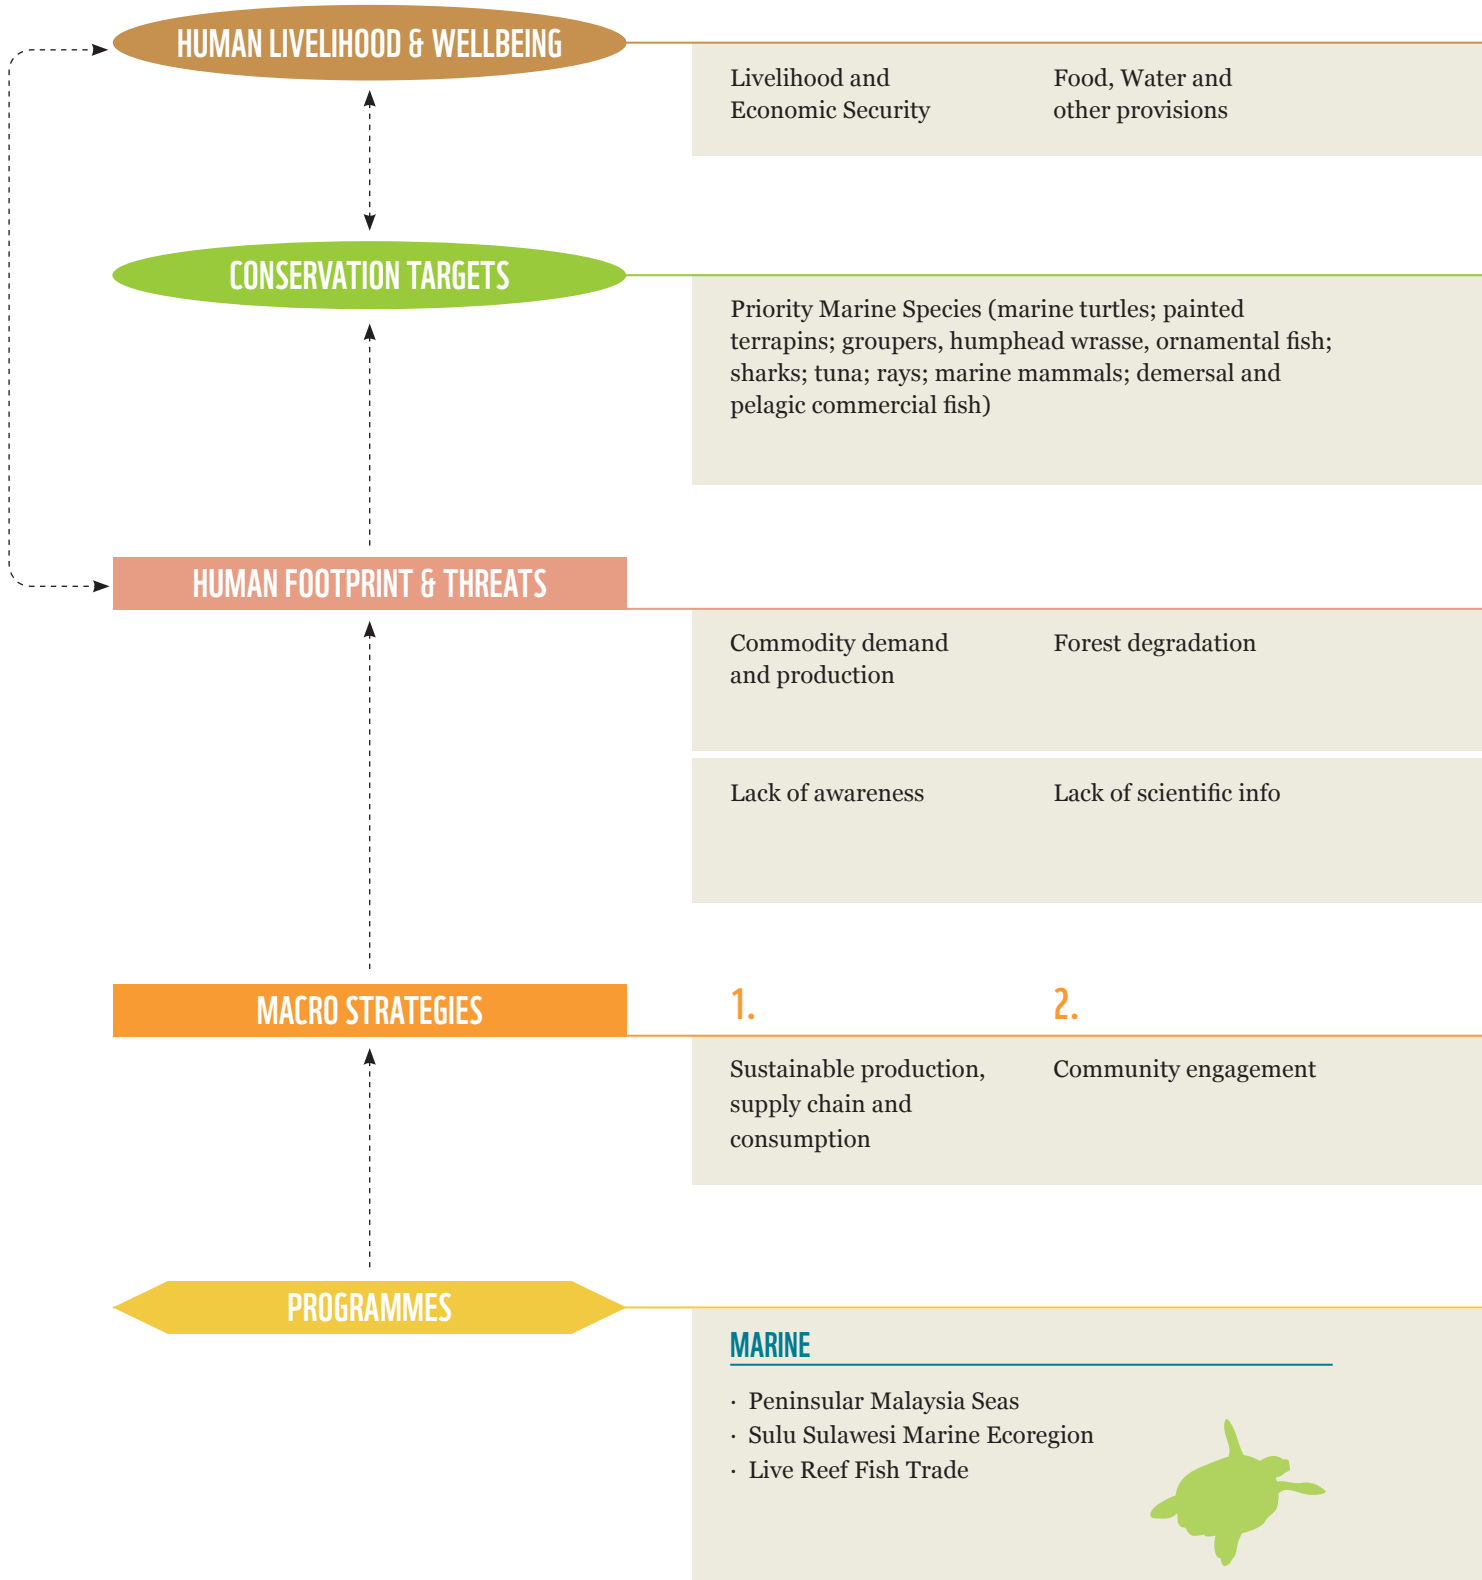 HUMAN LIVELIHOOD & WELLBEING
Livelihood and
Economic Security
Food, Water and
other provisions
CONSERVATION TARGETS
Priority Marine Species (marine turtles; painted
terrapins; groupers, humphead wrasse, ornamental fish;
sharks; tuna; rays; marine mammals; demersal and
pelagic commercial fish)
HUMAN FOOTPRINT & THREATS
Commodity demand
and production
Forest degradation
Lack of awareness
Lack of scientific info
MACRO STRATEGIES
1.
Sustainable production,
supply chain and
consumption
2.
Community engagement
PROGRAMMES
MARINE
· Peninsular Malaysia Seas
· Sulu Sulawesi Marine Ecoregion
· Live Reef Fish Trade